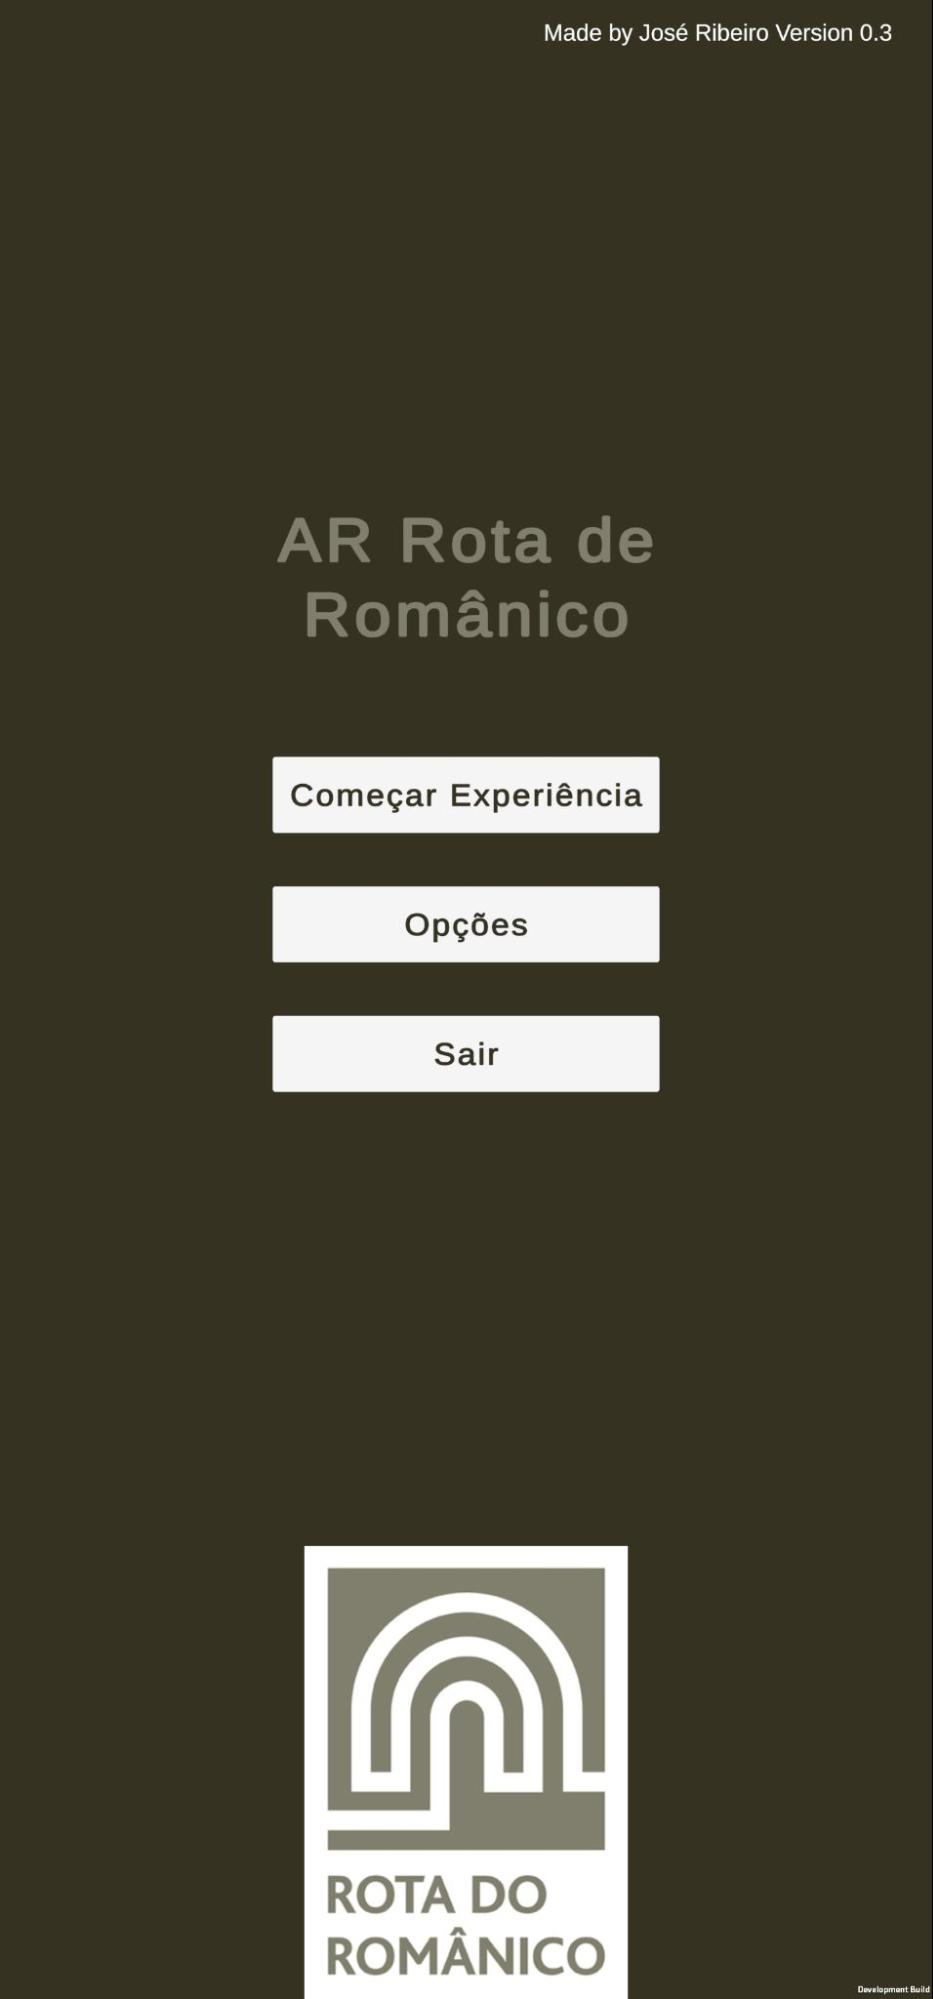 Made by José Ribeiro Version 0.3
AR Rota de
Românico
Começar Experiência
Opções
Sair
ROTA DO
ROMÂNICO
Development Build